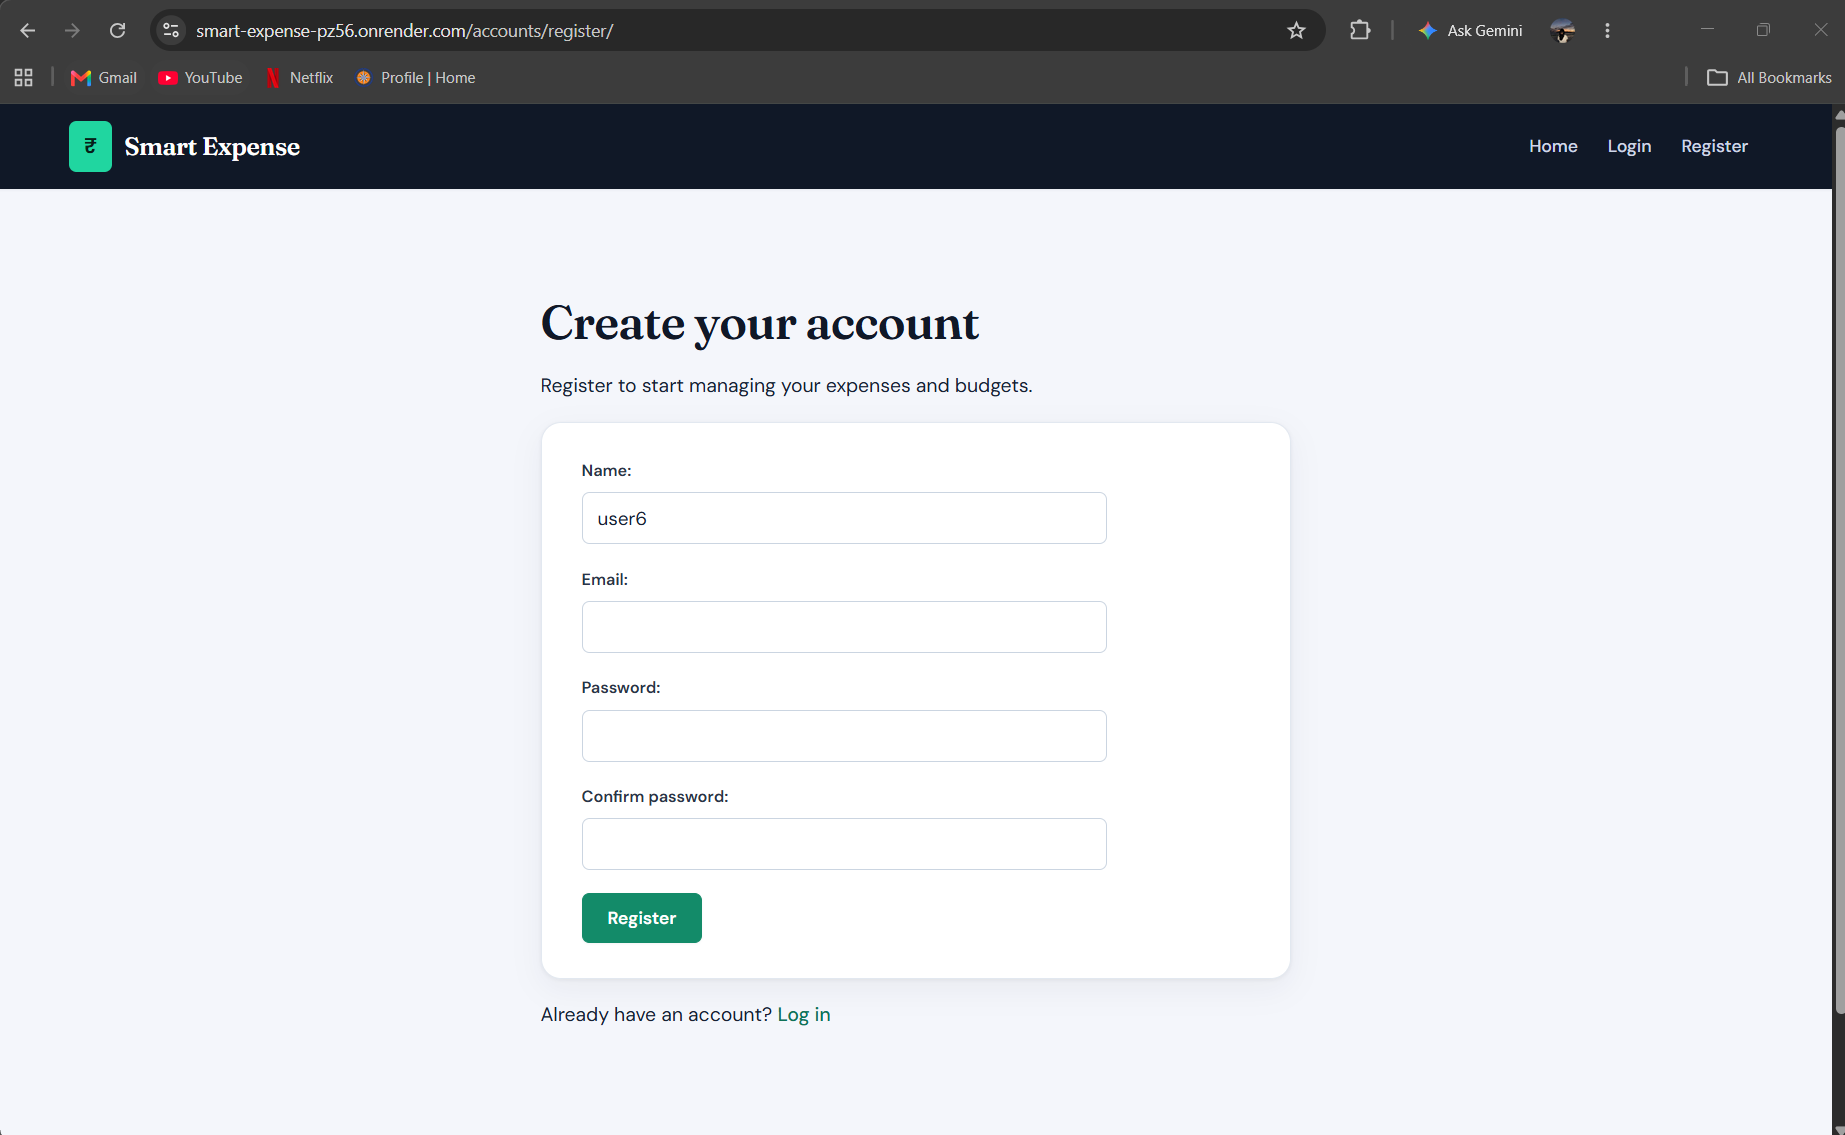 smart-expense-pz56.onrender.com/accounts/register/
Ask Gemini
Gmail
YouTube
Netflix
Profile | Home
All Bookmarks
₹
Smart Expense
Home
Login
Register
Create your account
Register to start managing your expenses and budgets.
Name:
user6
Email:
Password:
Confirm password:
Register
Already have an account? Log in